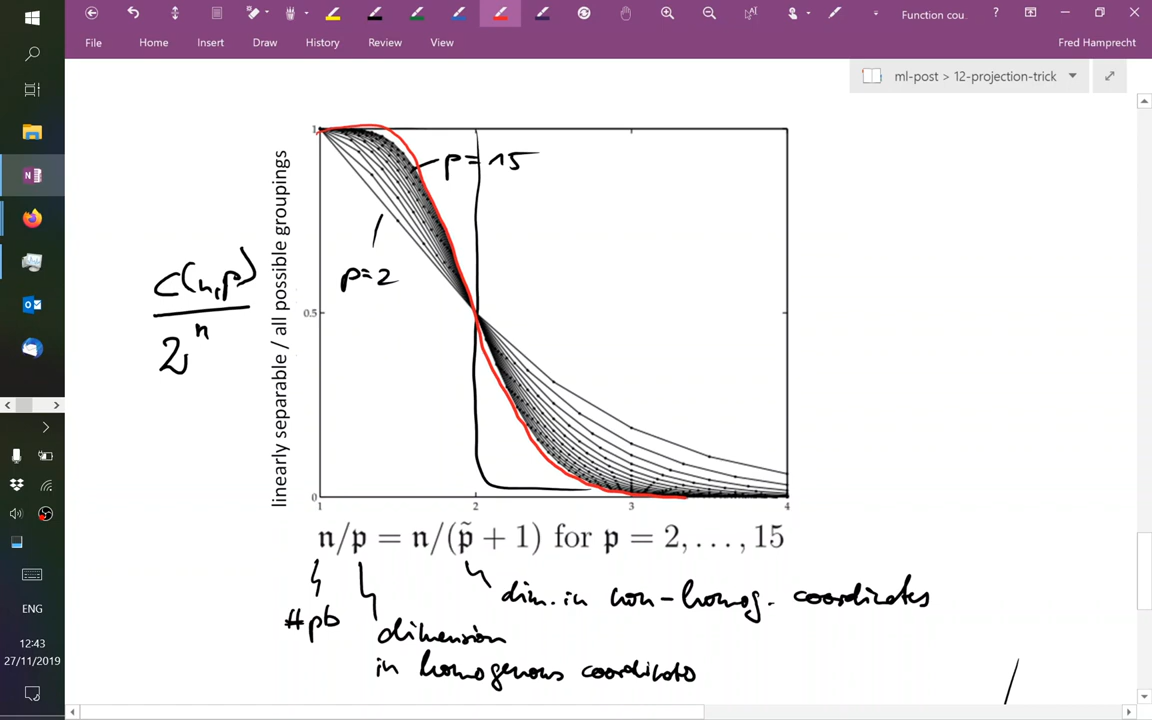 Function cou...
Fred Hamprecht
File Home Insert Draw History Review View
ml-post > 12-projection-trick
1
p=15
p=2
C(n,p)
2^n
linearly separable / all possible groupings
0.5
0
1 2 3 4
n/p = n/(p̃ + 1) for p = 2, . . . , 15
dim. in non-homog. coordinates
dimension
in homogenous coordinates
ENG
12:43
27/11/2019